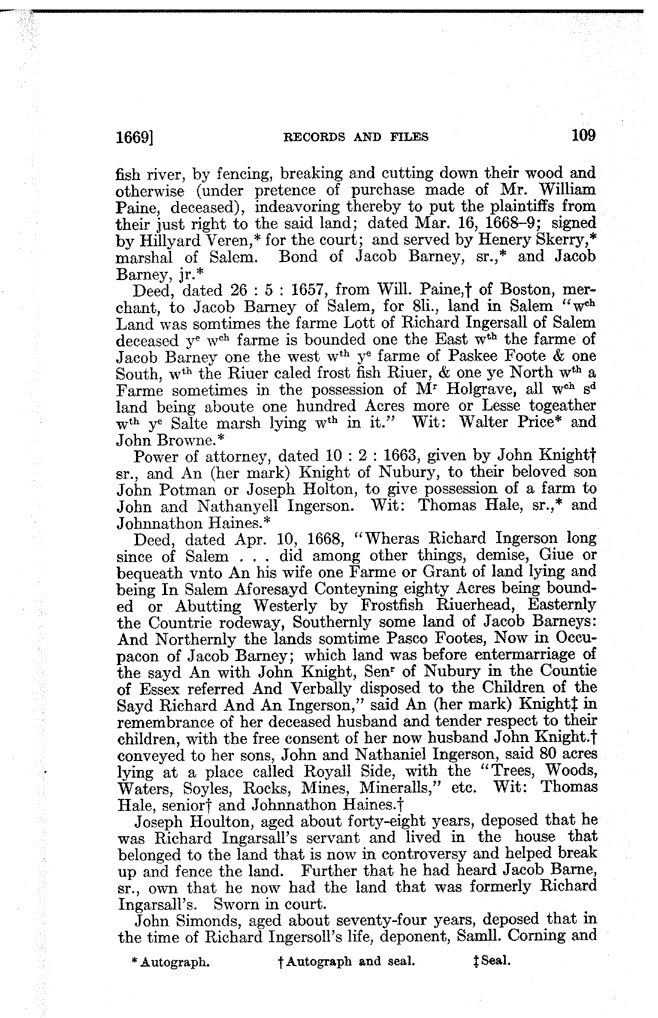 1669] RECORDS AND FILES 109
fish river, by fencing, breaking and cutting down their wood and
otherwise (under pretence of purchase made of Mr. William
Paine, deceased), indeavoring thereby to put the plaintiffs from
their just right to the said land; dated Mar. 16, 1668–9; signed
by Hillyard Veren,* for the court; and served by Henery Skerry,*
marshal of Salem. Bond of Jacob Barney, sr.,* and Jacob
Barney, jr.*
Deed, dated 26 : 5 : 1657, from Will. Paine,† of Boston, mer-
chant, to Jacob Barney of Salem, for 8li., land in Salem “wᶜʰ
Land was somtimes the farme Lott of Richard Ingersall of Salem
deceased yᵉ wᶜʰ farme is bounded one the East wᵗʰ the farme of
Jacob Barney one the west wᵗʰ yᵉ farme of Paskee Foote & one
South, wᵗʰ the Riuer caled frost fish Riuer, & one ye North wᵗʰ a
Farme sometimes in the possession of Mʳ Holgrave, all wᶜʰ sᵈ
land being aboute one hundred Acres more or Lesse togeather
wᵗʰ yᵉ Salte marsh lying wᵗʰ in it.” Wit: Walter Price* and
John Browne.*
Power of attorney, dated 10 : 2 : 1663, given by John Knight†
sr., and An (her mark) Knight of Nubury, to their beloved son
John Potman or Joseph Holton, to give possession of a farm to
John and Nathanyell Ingerson. Wit: Thomas Hale, sr.,* and
Johnnathon Haines.*
Deed, dated Apr. 10, 1668, “Wheras Richard Ingerson long
since of Salem . . . did among other things, demise, Giue or
bequeath vnto An his wife one Farme or Grant of land lying and
being In Salem Aforesayd Conteyning eighty Acres being bound-
ed or Abutting Westerly by Frostfish Riuerhead, Easternly
the Countrie rodeway, Southernly some land of Jacob Barneys:
And Northernly the lands somtime Pasco Footes, Now in Occu-
pacon of Jacob Barney; which land was before entermarriage of
the sayd An with John Knight, Senʳ of Nubury in the Countie
of Essex referred And Verbally disposed to the Children of the
Sayd Richard And An Ingerson,” said An (her mark) Knight‡ in
remembrance of her deceased husband and tender respect to their
children, with the free consent of her now husband John Knight.†
conveyed to her sons, John and Nathaniel Ingerson, said 80 acres
lying at a place called Royall Side, with the “Trees, Woods,
Waters, Soyles, Rocks, Mines, Mineralls,” etc. Wit: Thomas
Hale, senior† and Johnnathon Haines.†
Joseph Houlton, aged about forty-eight years, deposed that he
was Richard Ingarsall’s servant and lived in the house that
belonged to the land that is now in controversy and helped break
up and fence the land. Further that he had heard Jacob Barne,
sr., own that he now had the land that was formerly Richard
Ingarsall’s. Sworn in court.
John Simonds, aged about seventy-four years, deposed that in
the time of Richard Ingersoll’s life, deponent, Samll. Corning and
* Autograph. † Autograph and seal. ‡ Seal.